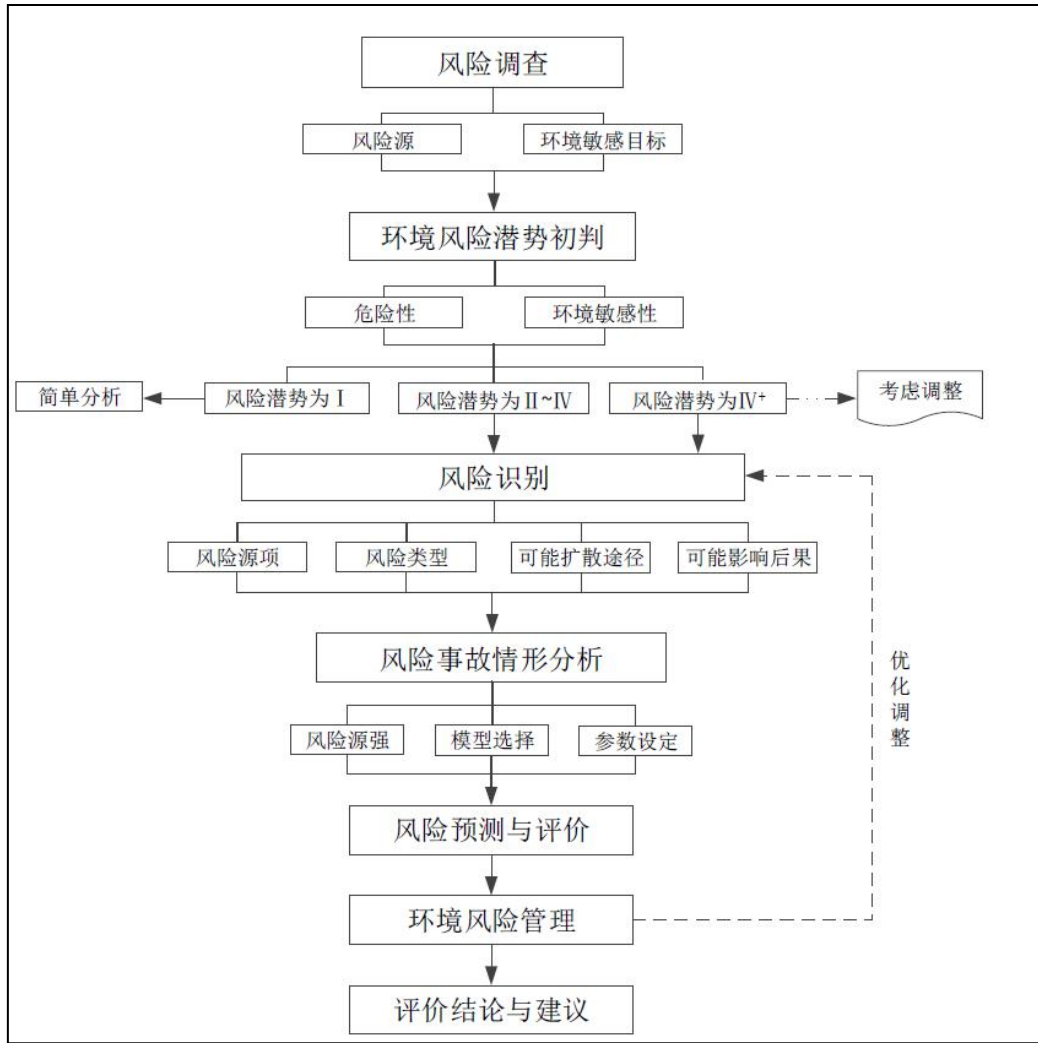 风险调查
风险源
环境敏感目标
环境风险潜势初判
危险性
环境敏感性
简单分析
风险潜势为Ⅰ
风险潜势为Ⅱ~Ⅳ
风险潜势为Ⅳ+
考虑调整
风险识别
风险源项
风险类型
可能扩散途径
可能影响后果
风险事故情形分析
风险源强
模型选择
参数设定
优化调整
风险预测与评价
环境风险管理
评价结论与建议